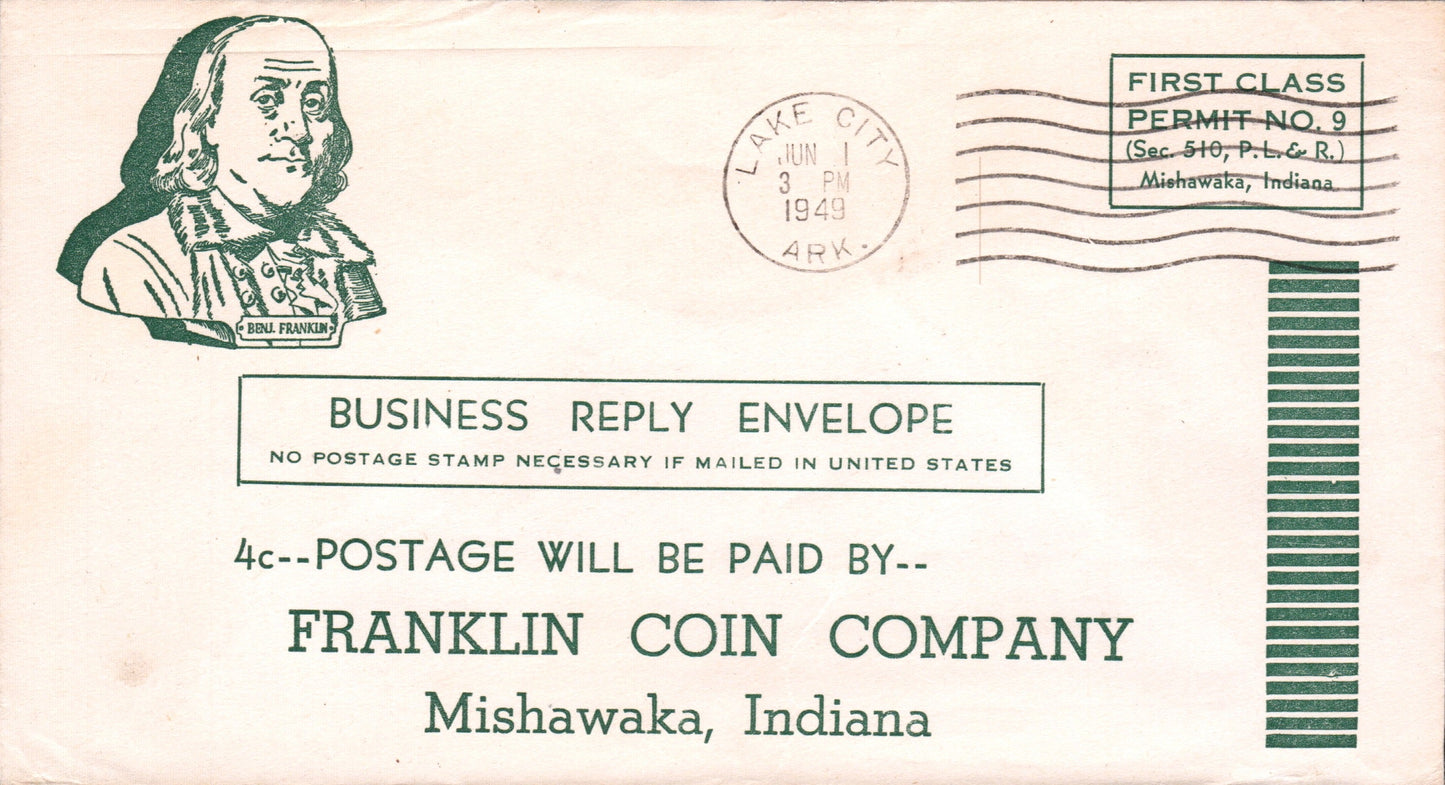 BENJ. FRANKLIN
LAKE CITY
JUN 1
3 PM
1949
ARK.
FIRST CLASS
PERMIT NO. 9
(Sec. 510, P. L. & R.)
Mishawaka, Indiana
BUSINESS REPLY ENVELOPE
NO POSTAGE STAMP NECESSARY IF MAILED IN UNITED STATES
4c--POSTAGE WILL BE PAID BY--
FRANKLIN COIN COMPANY
Mishawaka, Indiana